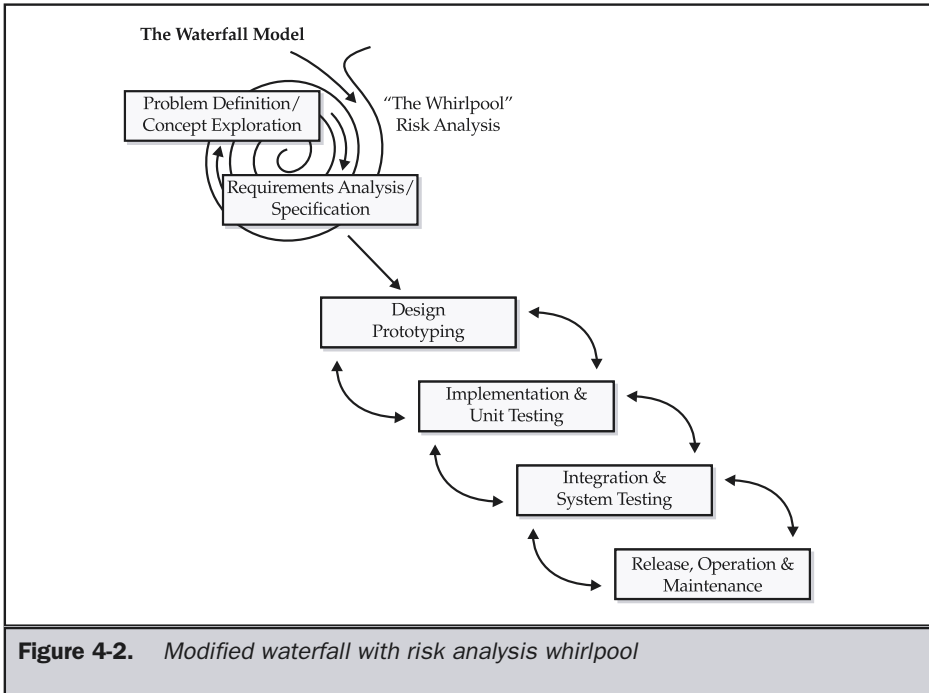 The Waterfall Model
Problem Definition/
Concept Exploration
“The Whirlpool”
Risk Analysis
Requirements Analysis/
Specification
Design
Prototyping
Implementation &
Unit Testing
Integration &
System Testing
Release, Operation &
Maintenance
Figure 4-2. Modified waterfall with risk analysis whirlpool